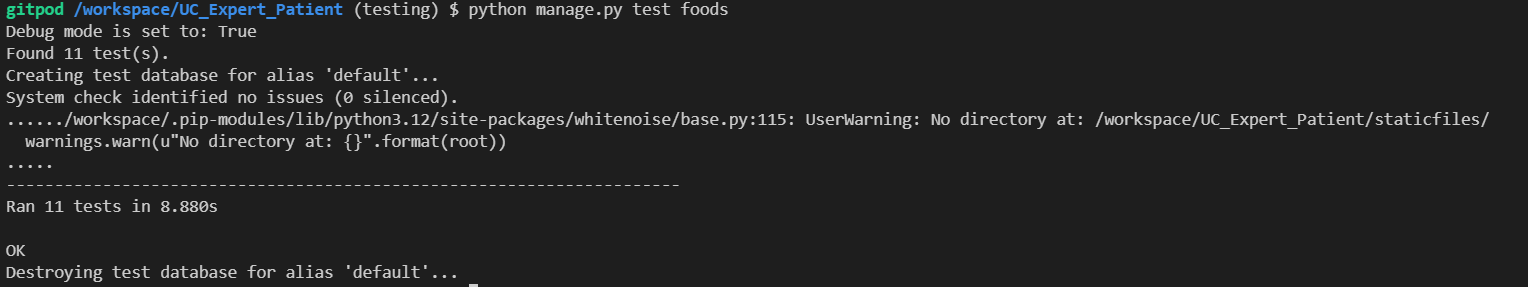 gitpod /workspace/UC_Expert_Patient (testing) $ python manage.py test foods
Debug mode is set to: True
Found 11 test(s).
Creating test database for alias 'default'...
System check identified no issues (0 silenced).
....../workspace/.pip-modules/lib/python3.12/site-packages/whitenoise/base.py:115: UserWarning: No directory at: /workspace/UC_Expert_Patient/staticfiles/
  warnings.warn(u"No directory at: {}".format(root))
.....
----------------------------------------------------------------------
Ran 11 tests in 8.880s

OK
Destroying test database for alias 'default'...